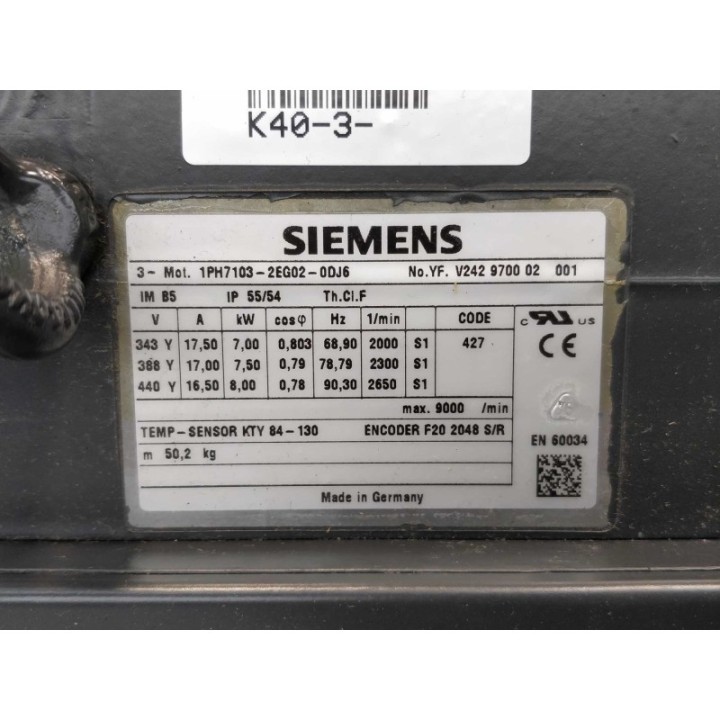 K40-3-
SIEMENS
3~ Mot. 1PH7103-2EG02-0DJ6 No.YF. V242 9700 02 001
IM B5 IP 55/54 Th.Cl.F
V A kW cosφ Hz 1/min CODE
343 Y 17,50 7,00 0,803 68,90 2000 S1 427
388 Y 17,00 7,50 0,79 78,79 2300 S1
440 Y 16,50 8,00 0,78 90,30 2650 S1
c RU US
CE
max. 9000 /min
TEMP-SENSOR KTY 84-130 ENCODER F20 2048 S/R
EN 60034
m 50,2 kg
Made in Germany